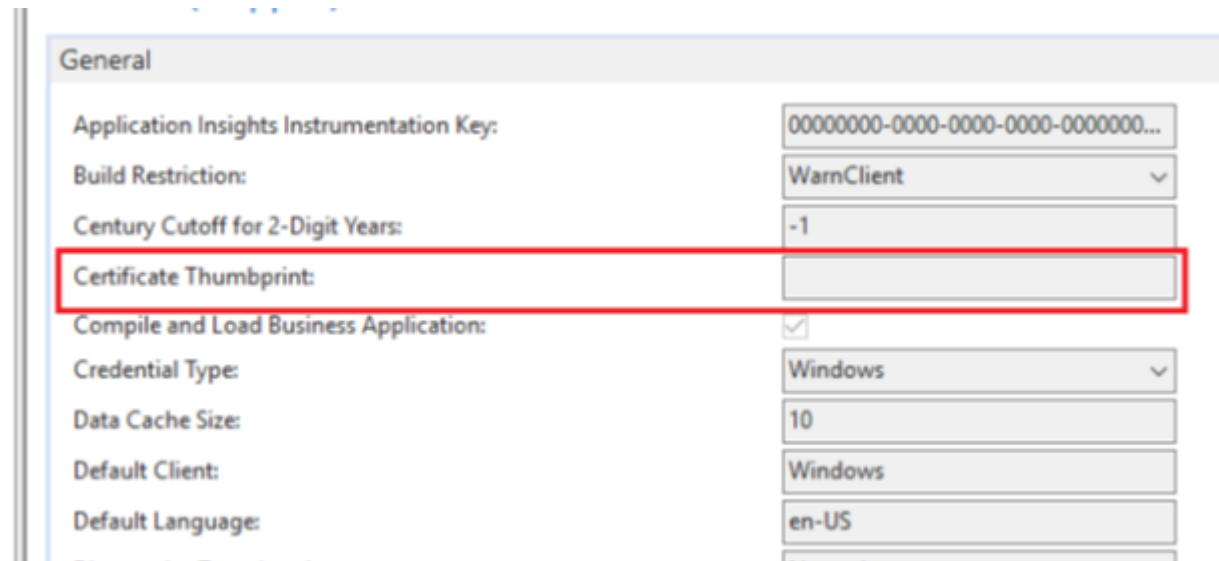 General
Application Insights Instrumentation Key: 00000000-0000-0000-0000-0000000...
Build Restriction: WarnClient
Century Cutoff for 2-Digit Years: -1
Certificate Thumbprint:
Compile and Load Business Application:
Credential Type: Windows
Data Cache Size: 10
Default Client: Windows
Default Language: en-US